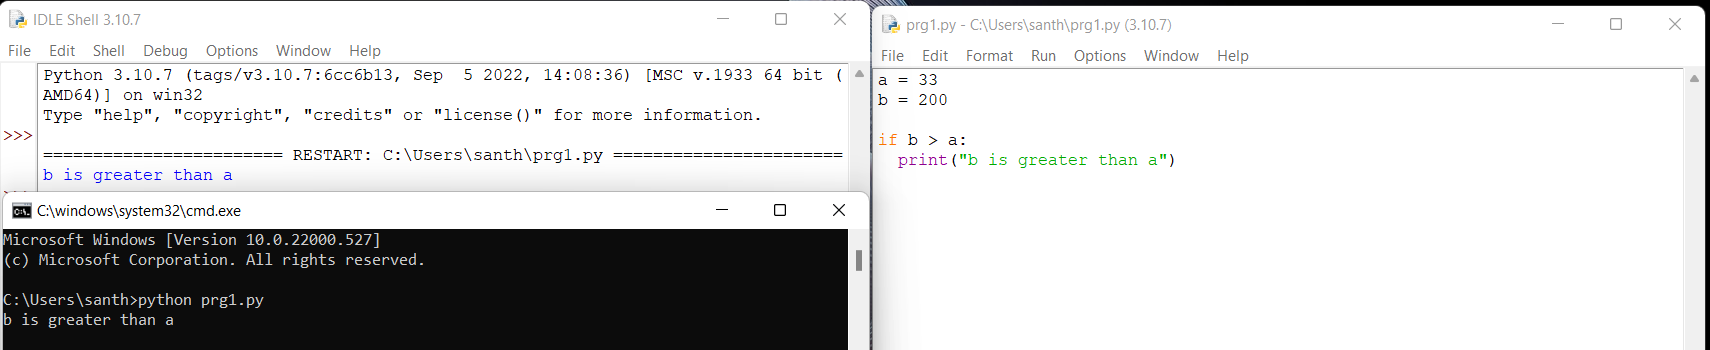 IDLE Shell 3.10.7
File Edit Shell Debug Options Window Help
Python 3.10.7 (tags/v3.10.7:6cc6b13, Sep  5 2022, 14:08:36) [MSC v.1933 64 bit (
AMD64)] on win32
Type "help", "copyright", "credits" or "license()" for more information.
>>>
======================== RESTART: C:\Users\santh\prg1.py =======================
b is greater than a
C:\windows\system32\cmd.exe
Microsoft Windows [Version 10.0.22000.527]
(c) Microsoft Corporation. All rights reserved.
C:\Users\santh>python prg1.py
b is greater than a
prg1.py - C:\Users\santh\prg1.py (3.10.7)
File Edit Format Run Options Window Help
a = 33
b = 200
if b > a:
  print("b is greater than a")